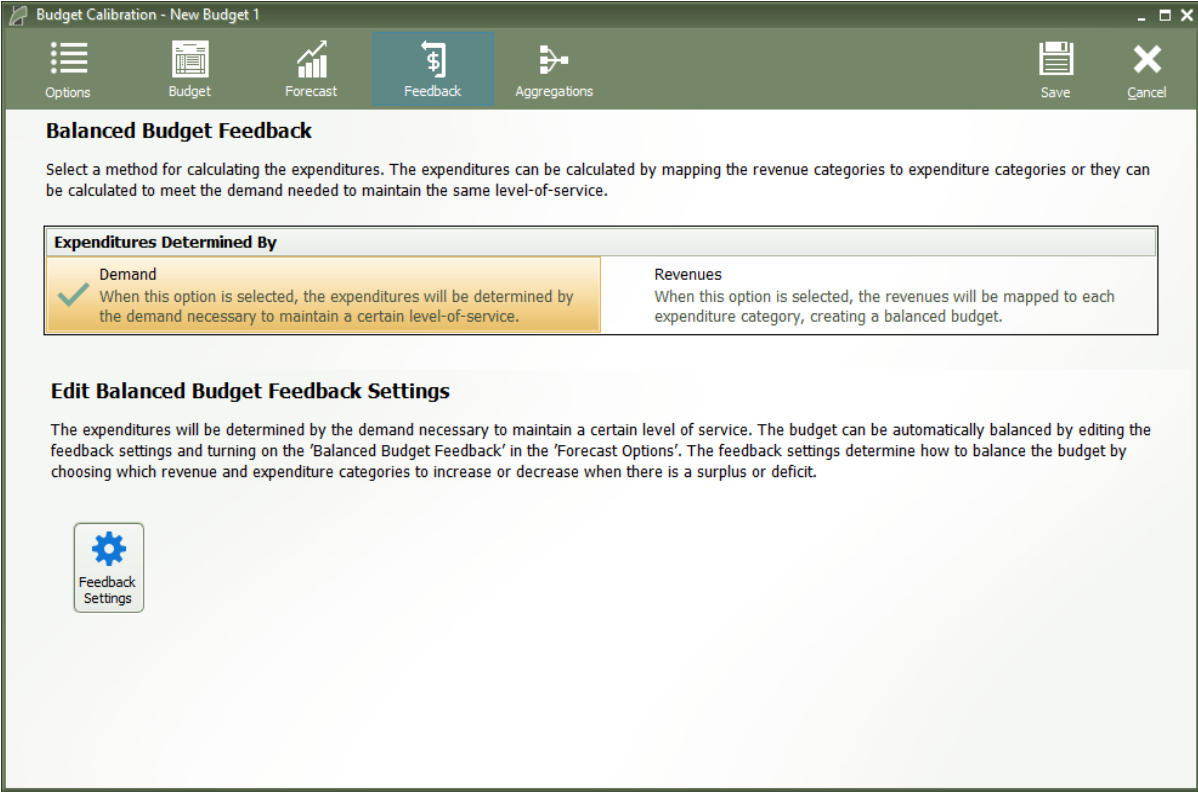 Budget Calibration - New Budget 1
Options
Budget
Forecast
Feedback
Aggregations
Save
Cancel
Balanced Budget Feedback
Select a method for calculating the expenditures. The expenditures can be calculated by mapping the revenue categories to expenditure categories or they can
be calculated to meet the demand needed to maintain the same level-of-service.
Expenditures Determined By
Demand
When this option is selected, the expenditures will be determined by
the demand necessary to maintain a certain level-of-service.
Revenues
When this option is selected, the revenues will be mapped to each
expenditure category, creating a balanced budget.
Edit Balanced Budget Feedback Settings
The expenditures will be determined by the demand necessary to maintain a certain level of service. The budget can be automatically balanced by editing the
feedback settings and turning on the 'Balanced Budget Feedback' in the 'Forecast Options'. The feedback settings determine how to balance the budget by
choosing which revenue and expenditure categories to increase or decrease when there is a surplus or deficit.
Feedback
Settings